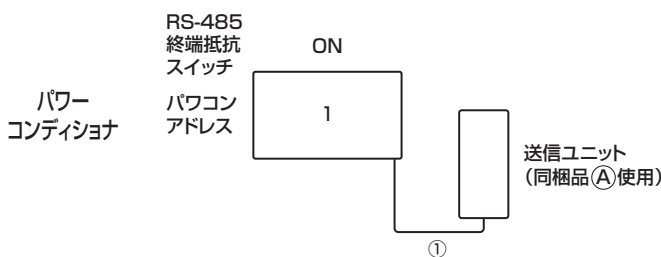 RS-485
終端抵抗
スイッチ
ON
パワー
コンディショナ
パワコン
アドレス
1
送信ユニット
（同梱品Ⓐ使用）
①